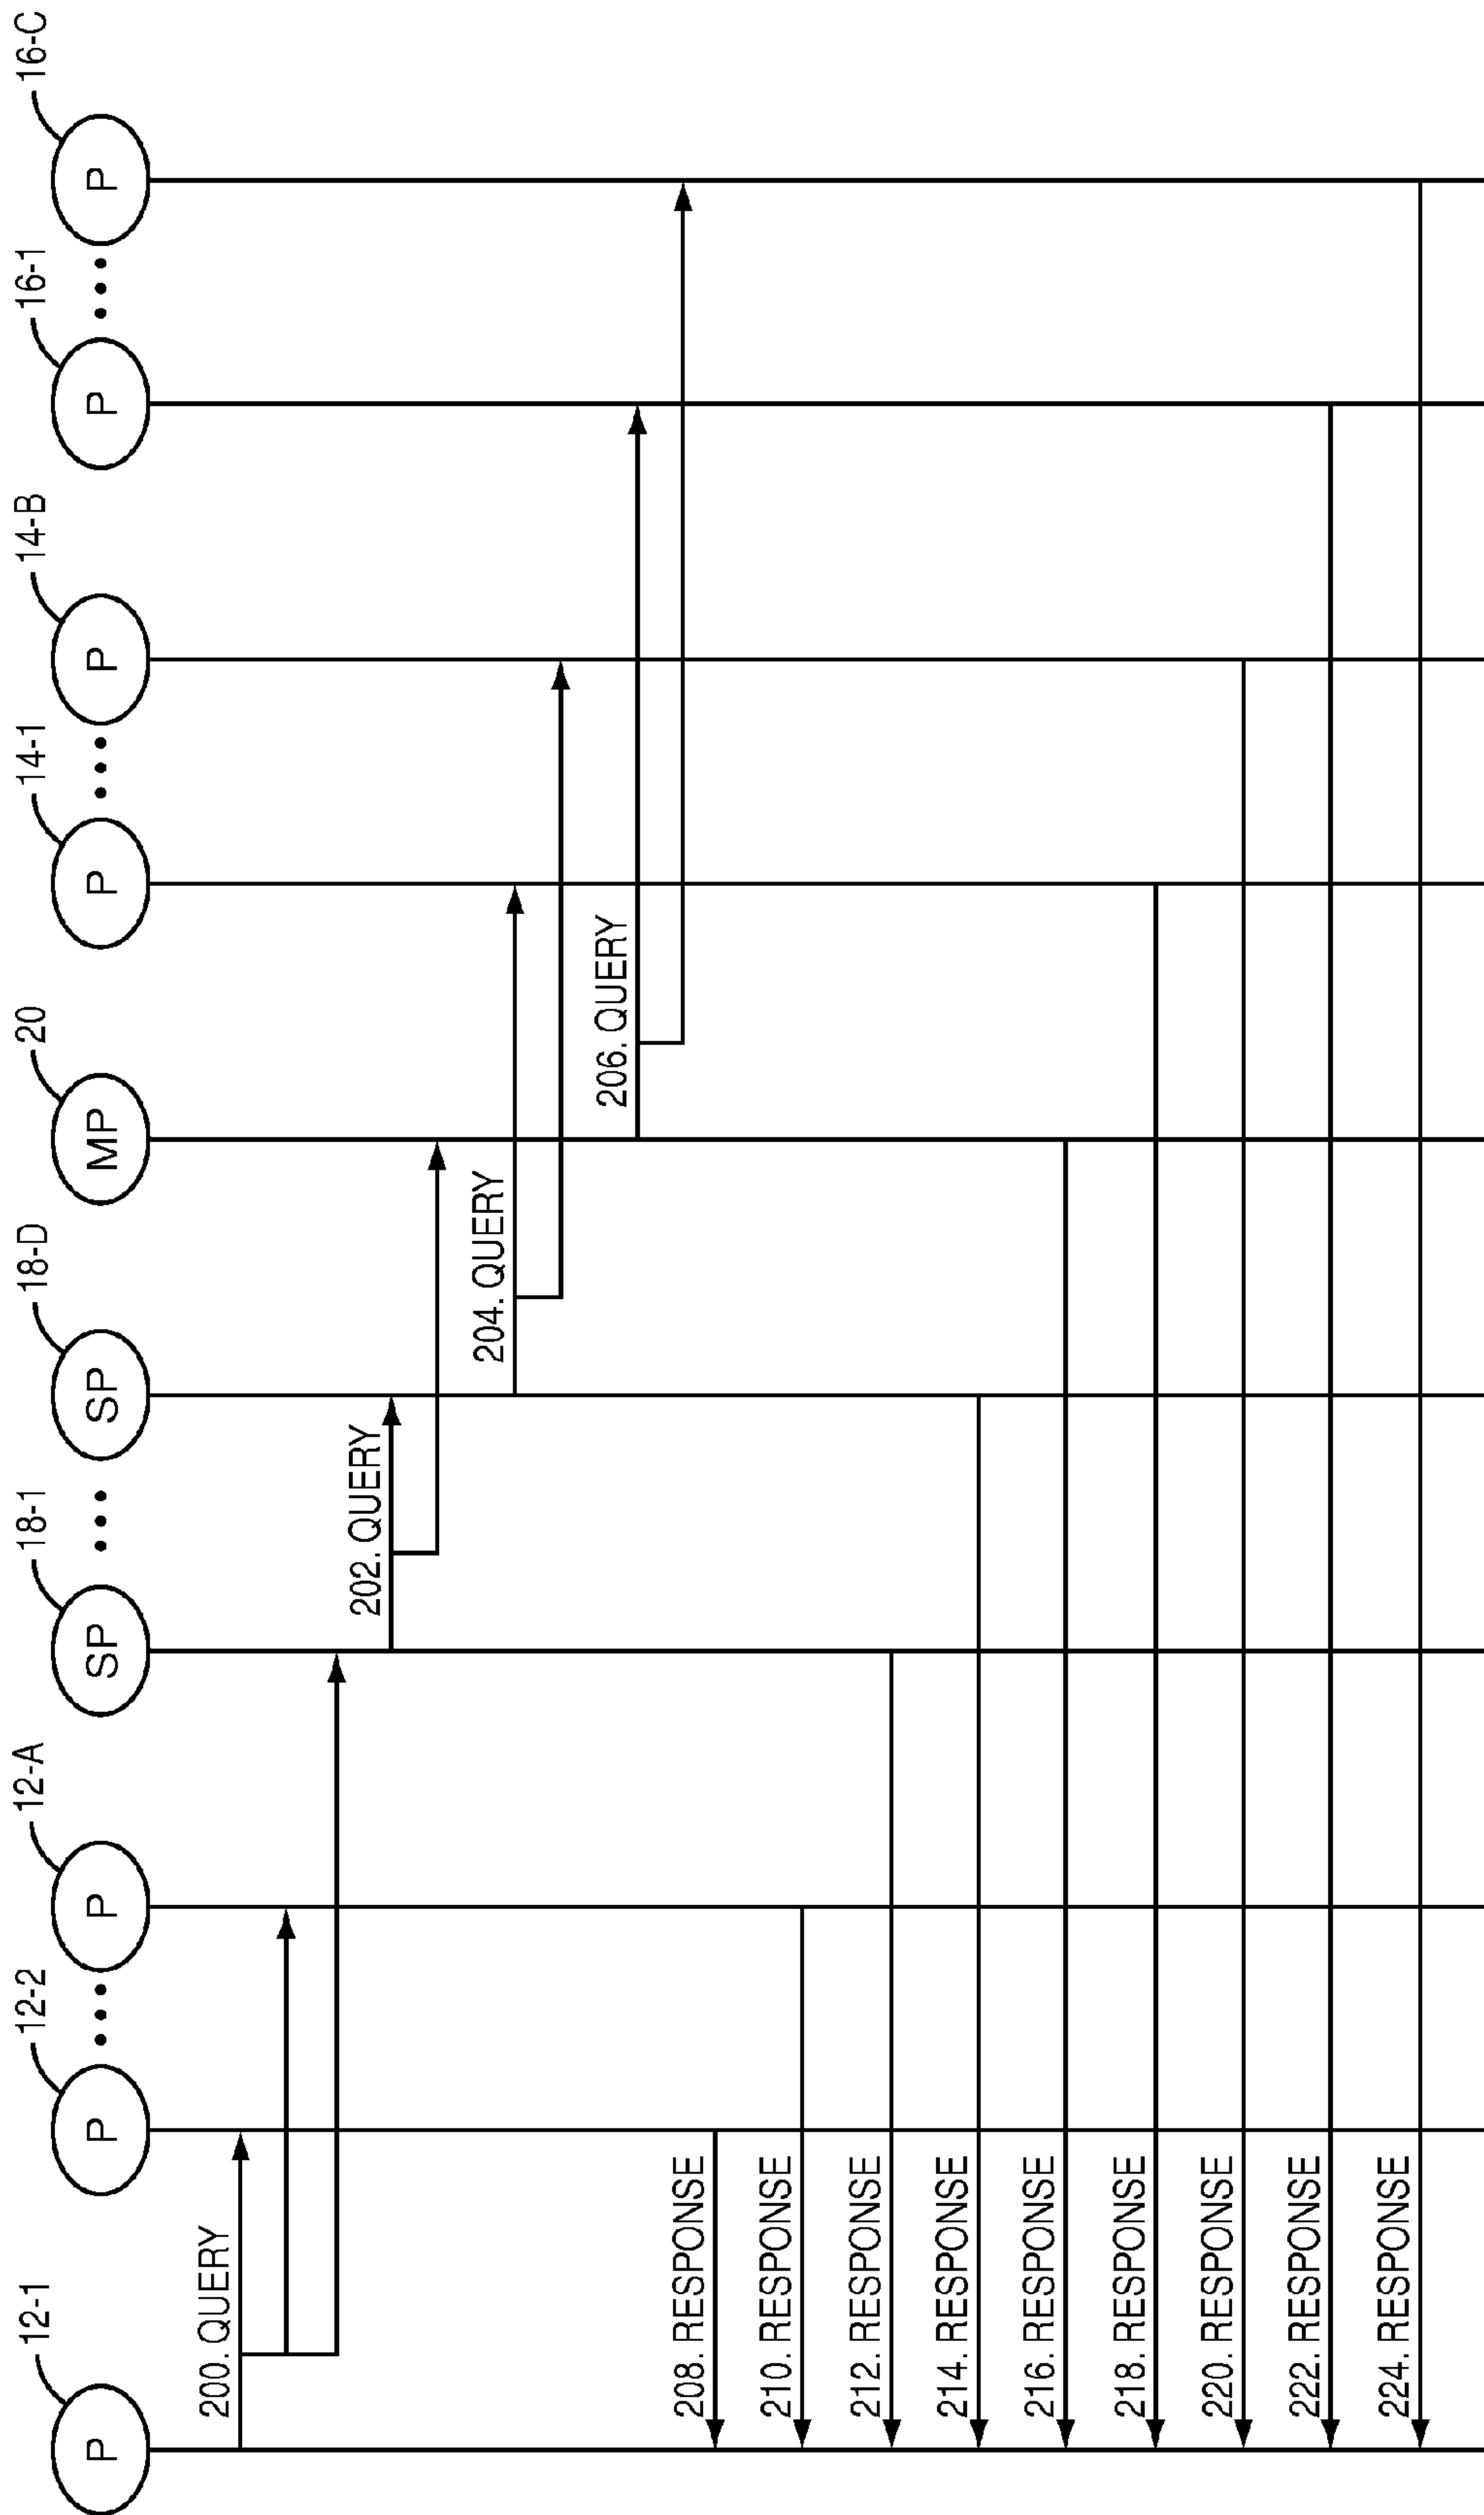 12-1
12-2
12-A
18-1
18-D
20
14-1
14-B
16-1
16-C
P
P
P
SP
SP
MP
P
P
P
P
200. QUERY
202. QUERY
204. QUERY
206. QUERY
208. RESPONSE
210. RESPONSE
212. RESPONSE
214. RESPONSE
216. RESPONSE
218. RESPONSE
220. RESPONSE
222. RESPONSE
224. RESPONSE